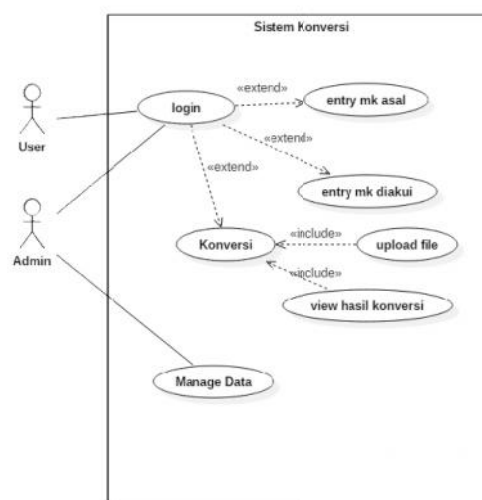 Sistem Konversi
«extend»
entry mk asal
login
User
«extend»
«extend»
entry mk diakui
Admin
Konversi
«include»
upload file
«include»
view hasil konversi
Manage Data